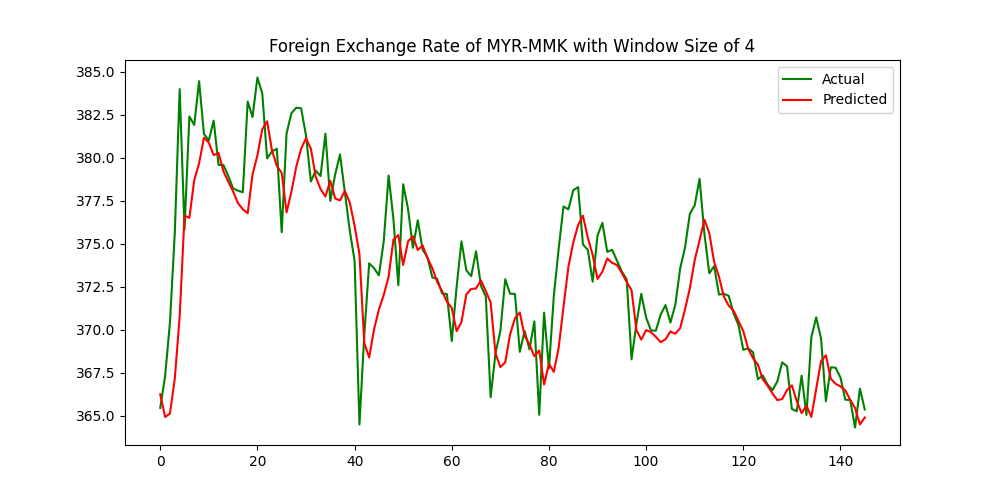 Foreign Exchange Rate of MYR-MMK with Window Size of 4
Actual
Predicted
385.0
382.5
380.0
377.5
375.0
372.5
370.0
367.5
365.0
0 20 40 60 80 100 120 140